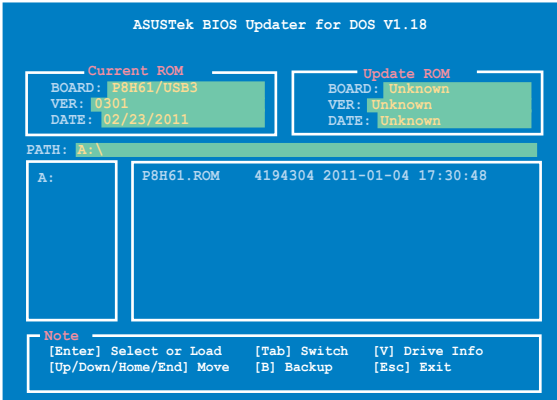 ASUSTek BIOS Updater for DOS V1.18
Current ROM
BOARD: P8H61/USB3
VER: 0301
DATE: 02/23/2011
Update ROM
BOARD: Unknown
VER: Unknown
DATE: Unknown
PATH: A:\
A:
P8H61.ROM 4194304 2011-01-04 17:30:48
Note
[Enter] Select or Load [Tab] Switch [V] Drive Info
[Up/Down/Home/End] Move [B] Backup [Esc] Exit